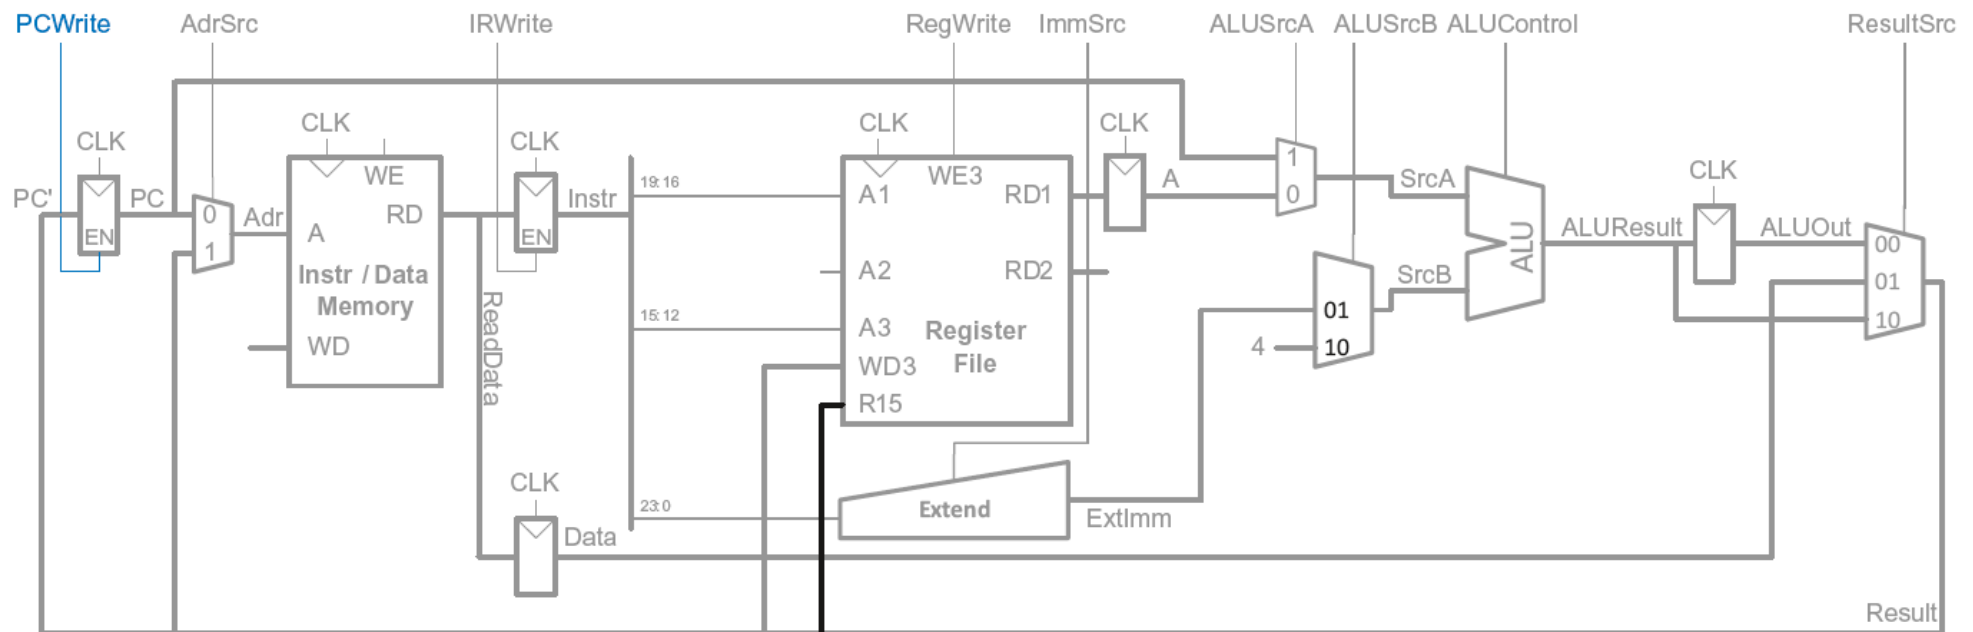 PCWrite AdrSrc IRWrite RegWrite ImmSrc ALUSrcA ALUSrcB ALUControl ResultSrc
CLK CLK CLK CLK CLK
CLK
PC' PC EN
0
1
Adr
WE
RD
A
Instr / Data
Memory
WD
EN
Instr
ReadData
CLK
Data
19:16
15:12
23:0
A1 WE3 RD1
A2 RD2
A3
Register
File
WD3
R15
Extend
ExtImm
A
1
0
SrcA
01
4 10
SrcB
ALU
ALUResult
ALUOut
00
01
10
Result